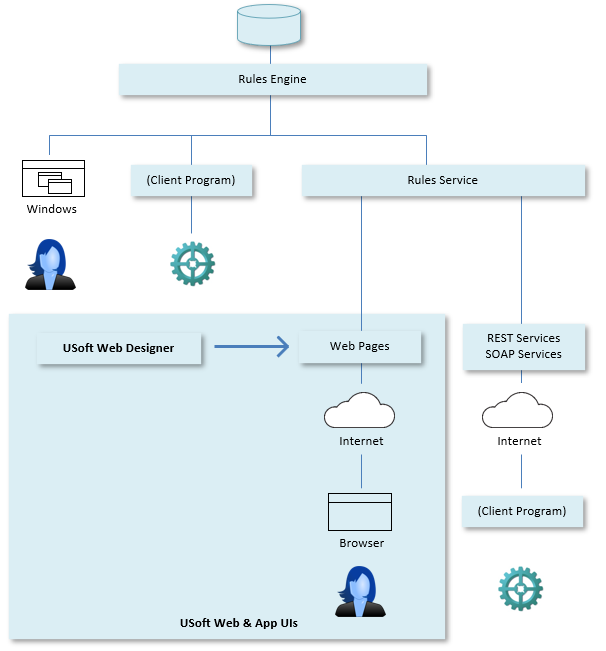 Rules Engine
Windows
(Client Program)
Rules Service
USoft Web Designer
Web Pages
REST Services
SOAP Services
Internet
Internet
(Client Program)
Browser
USoft Web & App UIs